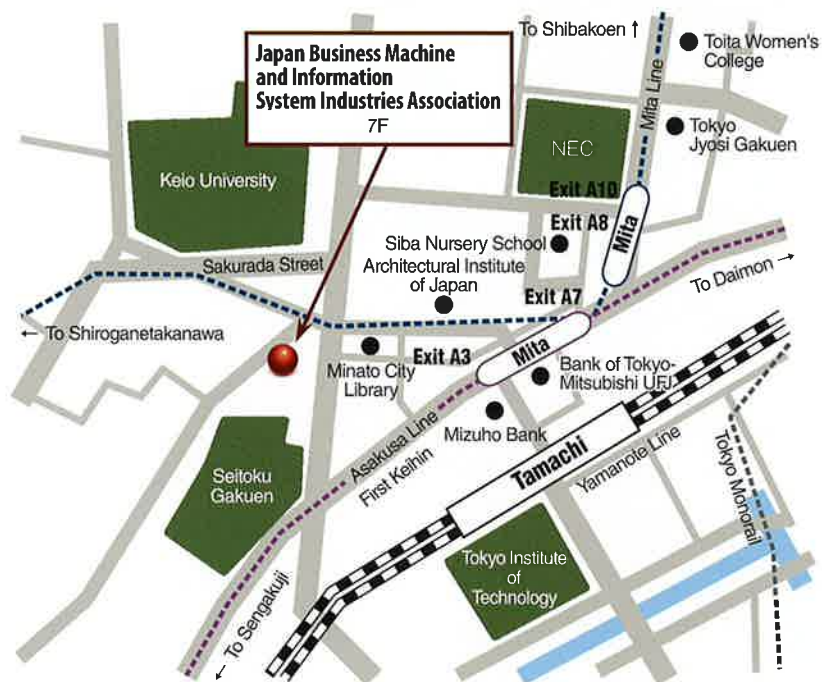 To Shibakoen ↑
Toita Women's
College
Japan Business Machine
and Information
System Industries Association
7F
Mita Line
Tokyo
Jyosi Gakuen
NEC
Keio University
Exit A10
Exit A8
Mita
Siba Nursery School
Sakurada Street
Architectural Institute
of Japan
To Daimon →
Exit A7
← To Shiroganetakanawa
Mita
Exit A3
Minato City
Library
Bank of Tokyo-
Mitsubishi UFJ
Mizuho Bank
Asakusa Line
First Keihin
Tamachi
Yamanote Line
Tokyo Monorail
Seitoku
Gakuen
Tokyo Institute
of
Technology
← To Sengakuji